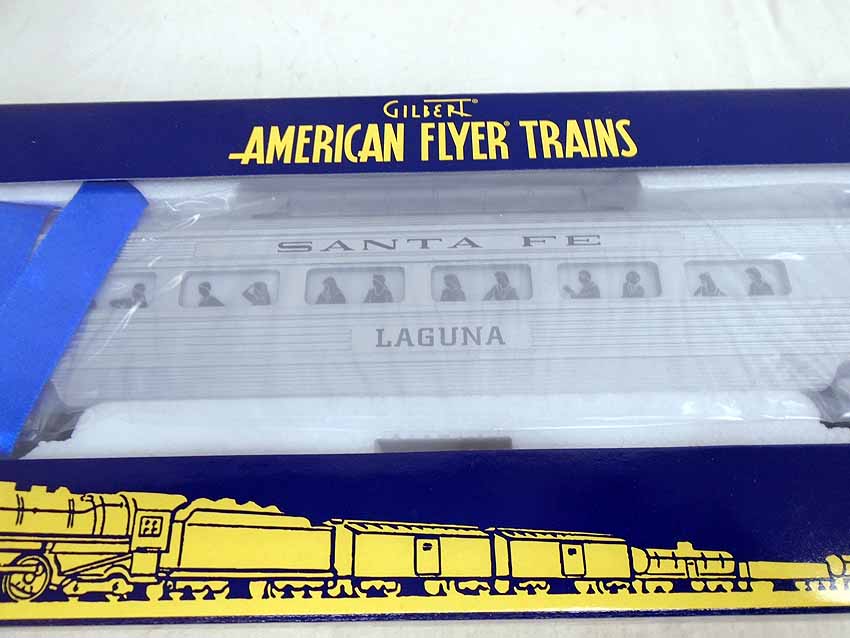 GILBERT®
AMERICAN FLYER® TRAINS
SANTA FE
LAGUNA